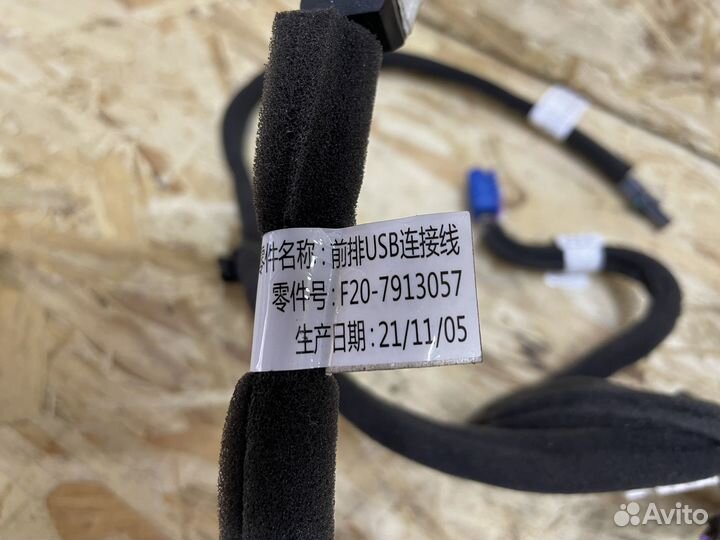 零件名称:前排USB连接线
零件号:F20-7913057
生产日期:21/11/05
Avito